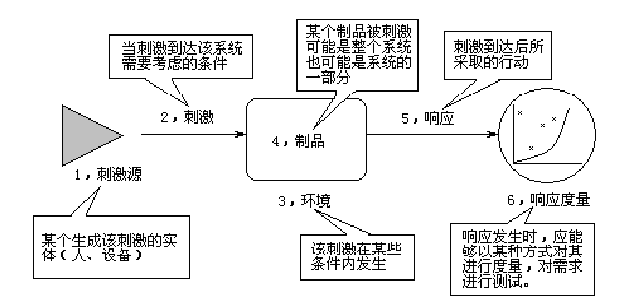 当刺激到达该系统
需要考虑的条件
某个制品被刺激
可能是整个系统
也可能是系统的
一部分
刺激到达后所
采取的行动
2，刺激
4，制品
5，响应
1，刺激源
3，环境
6，响应度量
某个生成该刺激的实
体（人、设备）
该刺激在某些
条件内发生
响应发生时，应能
够以某种方式对其
进行度量，对需求
进行测试。